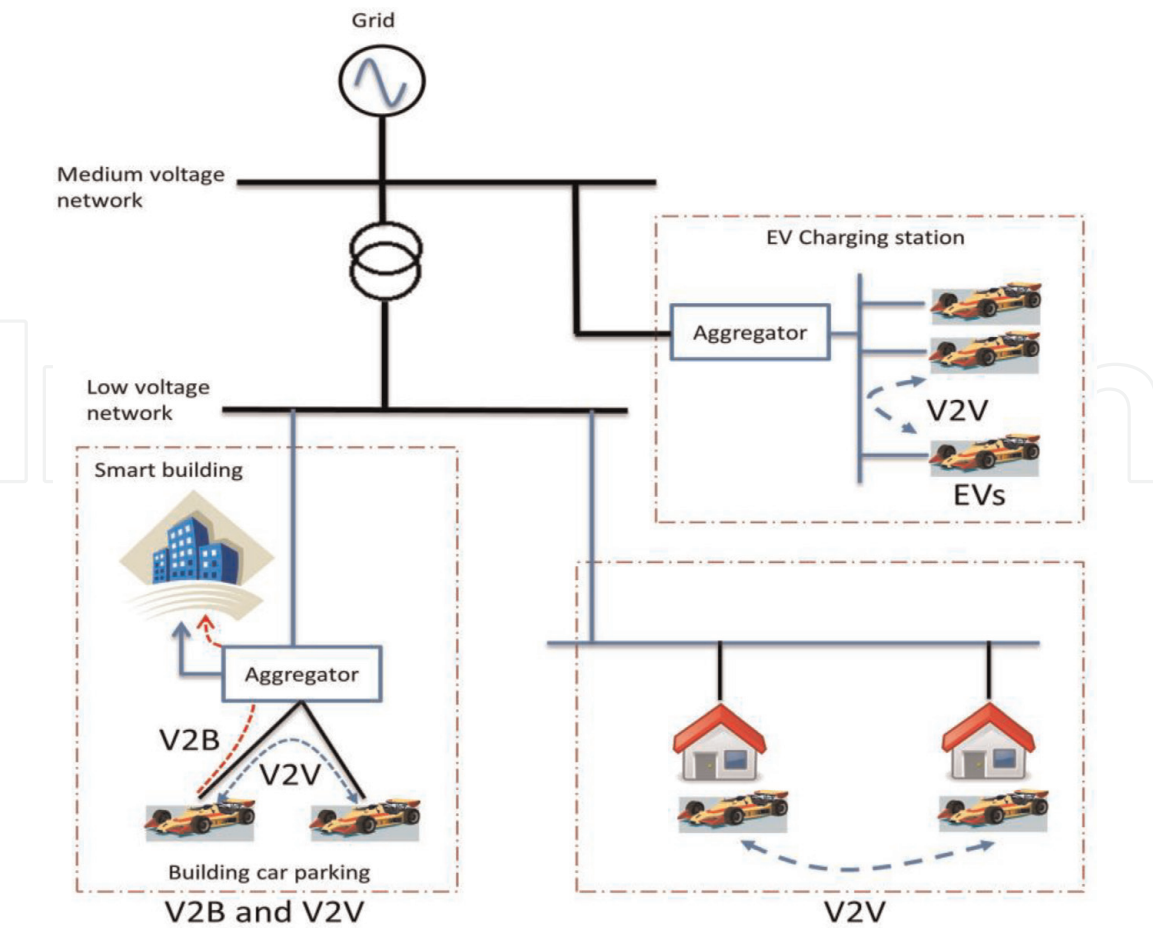 Grid
Medium voltage
network
EV Charging station
Aggregator
V2V
EVs
Low voltage
network
Smart building
Aggregator
V2B
V2V
Building car parking
V2B and V2V
V2V